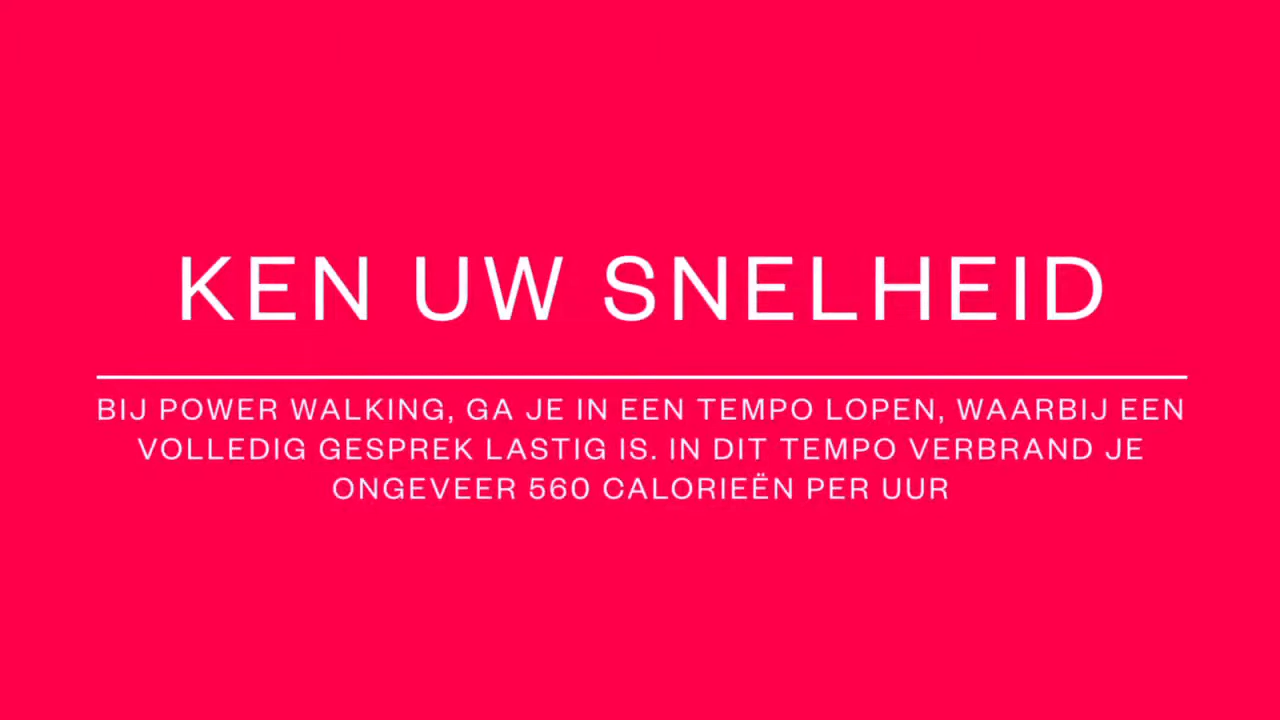 KEN UW SNELHEID
BIJ POWER WALKING, GA JE IN EEN TEMPO LOPEN, WAARBIJ EEN
VOLLEDIG GESPREK LASTIG IS. IN DIT TEMPO VERBRAND JE
ONGEVEER 560 CALORIEËN PER UUR